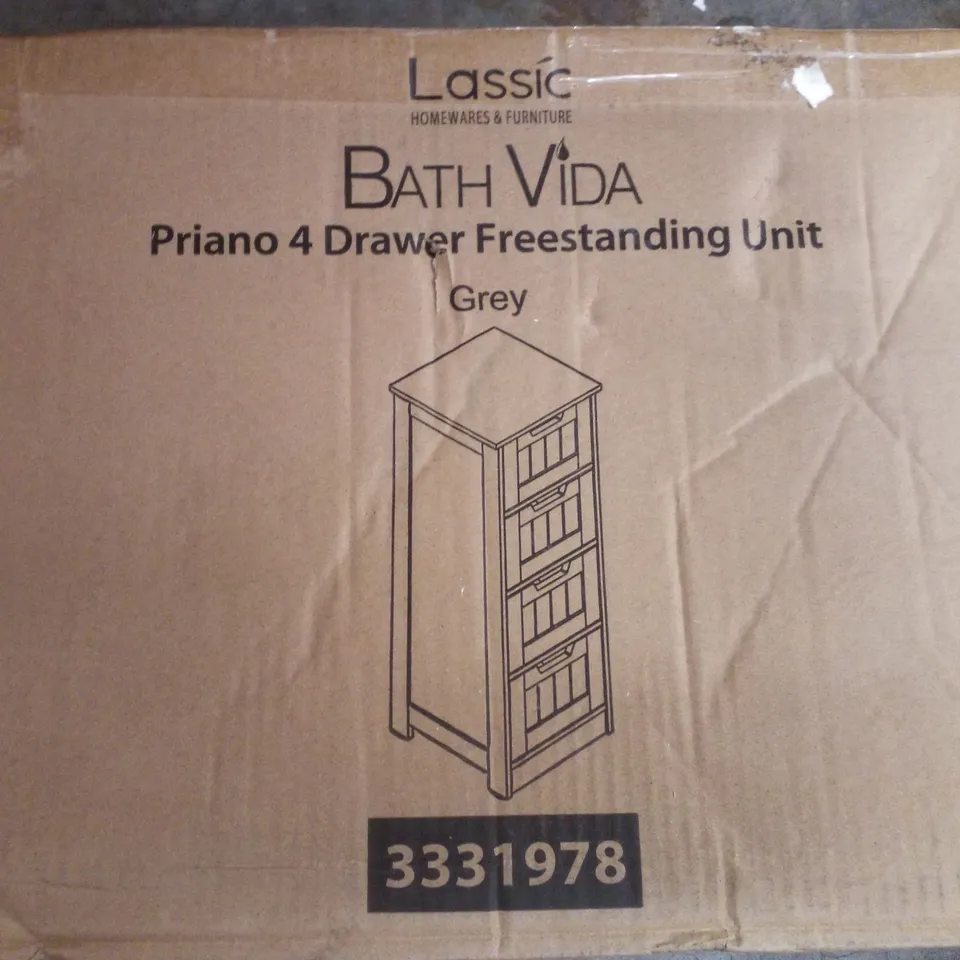 Lassic
HOMEWARES & FURNITURE
BATH VIDA
Priano 4 Drawer Freestanding Unit
Grey
3331978